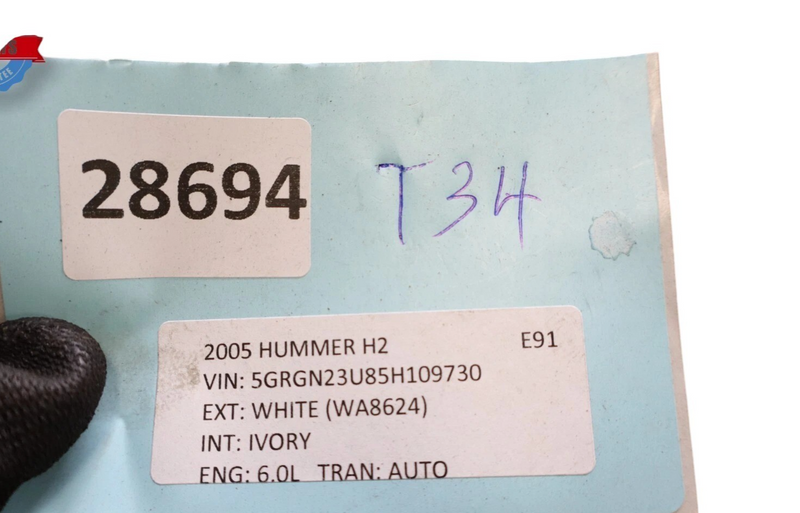 28694
T34
2005 HUMMER H2 E91
VIN: 5GRGN23U85H109730
EXT: WHITE (WA8624)
INT: IVORY
ENG: 6.0L TRAN: AUTO